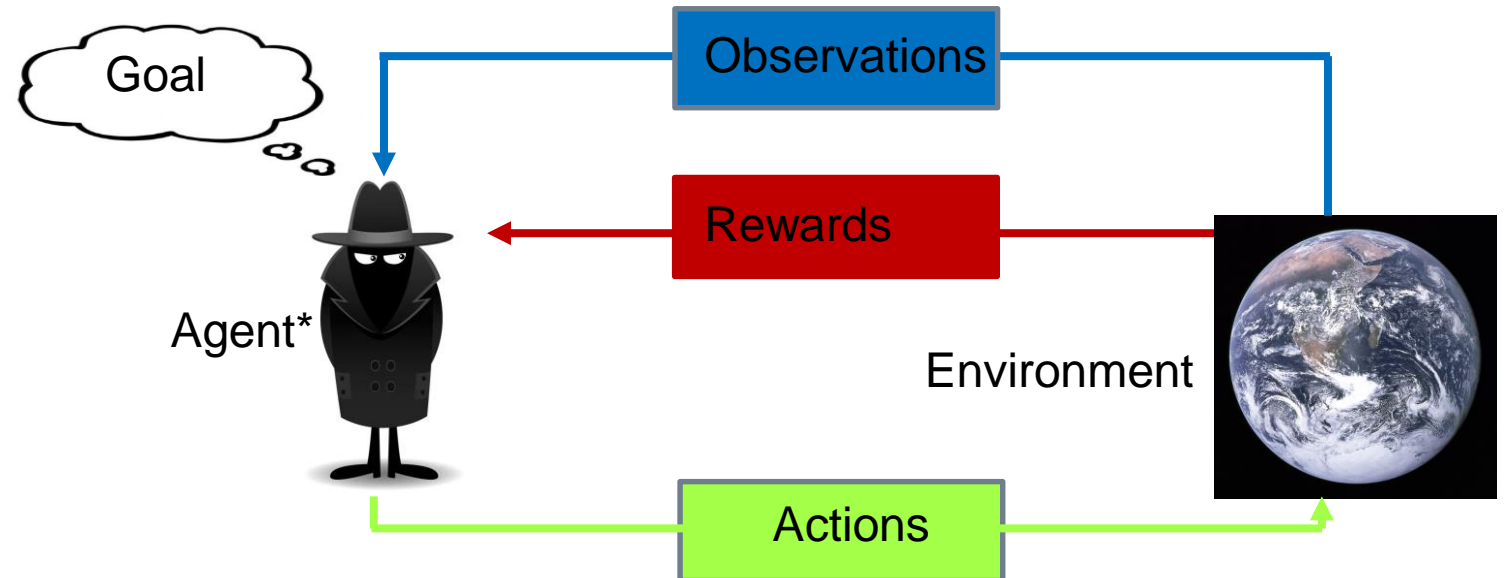 Goal
Observations
Rewards
Agent*
Environment
Actions